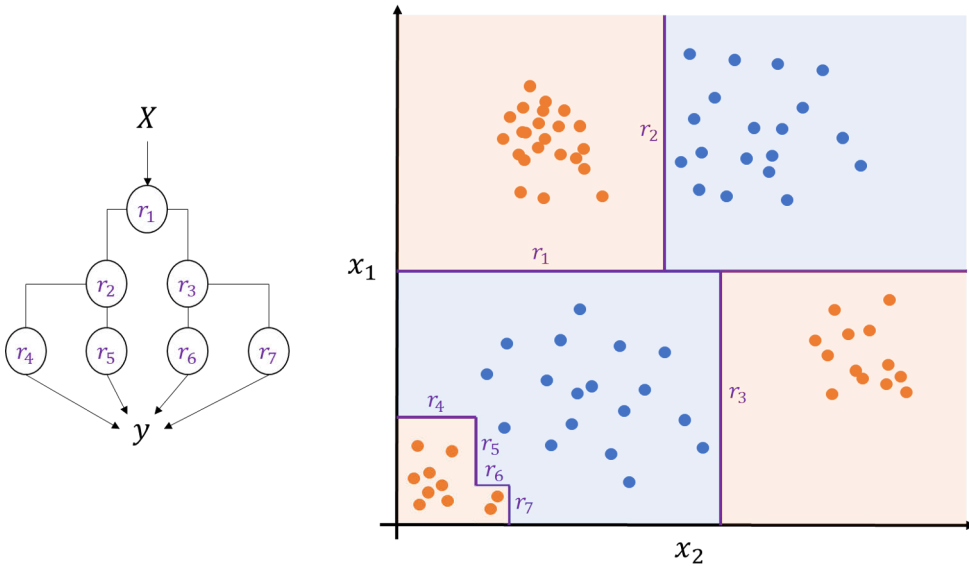 X
r₁
r₂ r₃
r₄ r₅ r₆ r₇
y
r₂
r₁
x₁
r₃
r₄
r₅
r₆
r₇
x₂